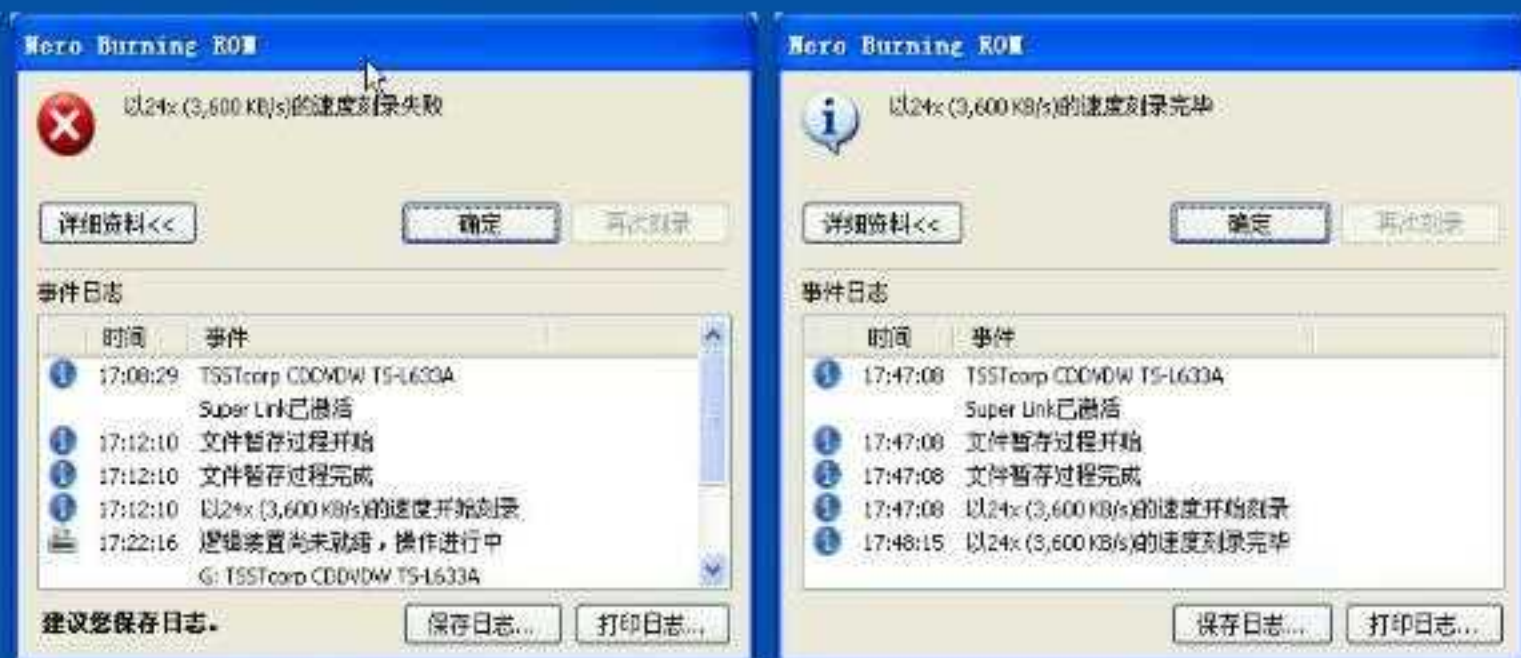 Nero Burning ROM
以24x (3,600 KB/s)的速度刻录失败
详细资料<<
确定
再次刻录
事件日志
时间 事件
17:08:29 TSSTcorp CDDVDW TS-L633A
Super Link已激活
17:12:10 文件暂存过程开始
17:12:10 文件暂存过程完成
17:12:10 以24x (3,600 KB/s)的速度开始刻录
17:22:16 逻辑装置尚未就绪，操作进行中
G: TSSTcorp CDDVDW TS-L633A
建议您保存日志。
保存日志...
打印日志...
Nero Burning ROM
以24x (3,600 KB/s)的速度刻录完毕
详细资料<<
确定
再次刻录
事件日志
时间 事件
17:47:08 TSSTcorp CDDVDW TS-L633A
Super Link已激活
17:47:08 文件暂存过程开始
17:47:08 文件暂存过程完成
17:47:08 以24x (3,600 KB/s)的速度开始刻录
17:48:15 以24x (3,600 KB/s)的速度刻录完毕
保存日志...
打印日志...